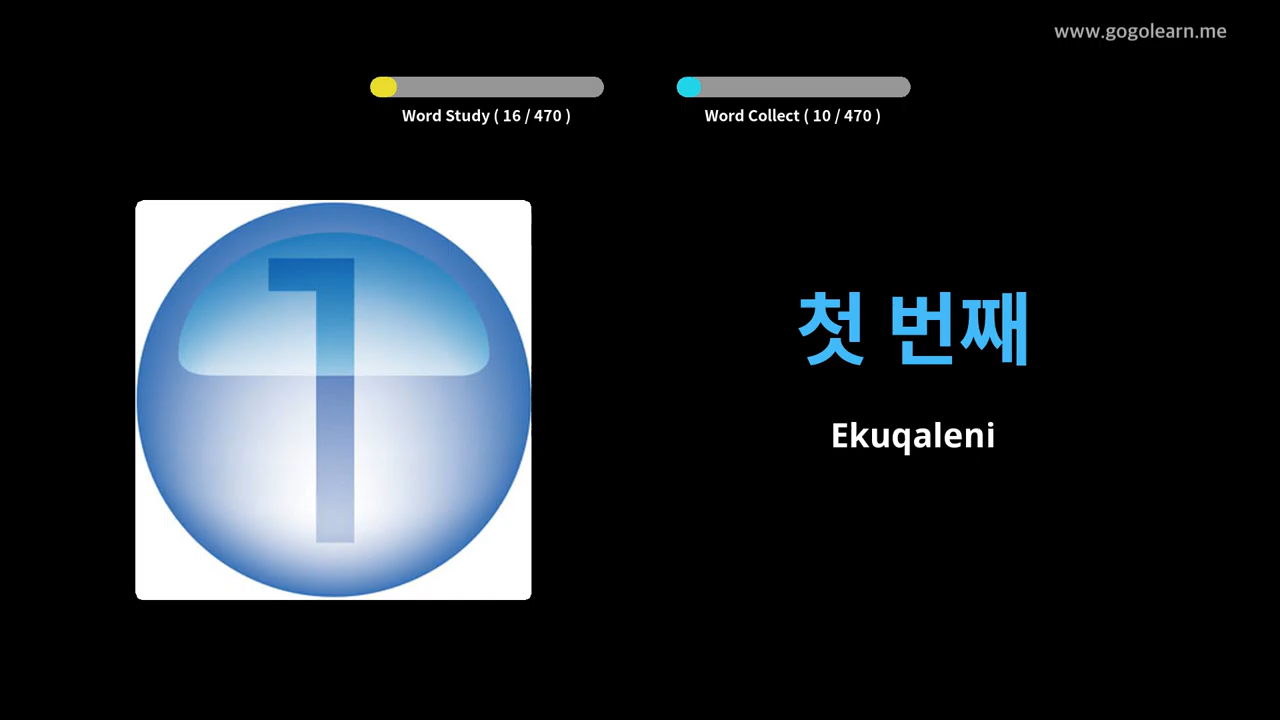 www.gogolearn.me
Word Study ( 16 / 470 )
Word Collect ( 10 / 470 )
1
첫 번째
Ekuqaleni